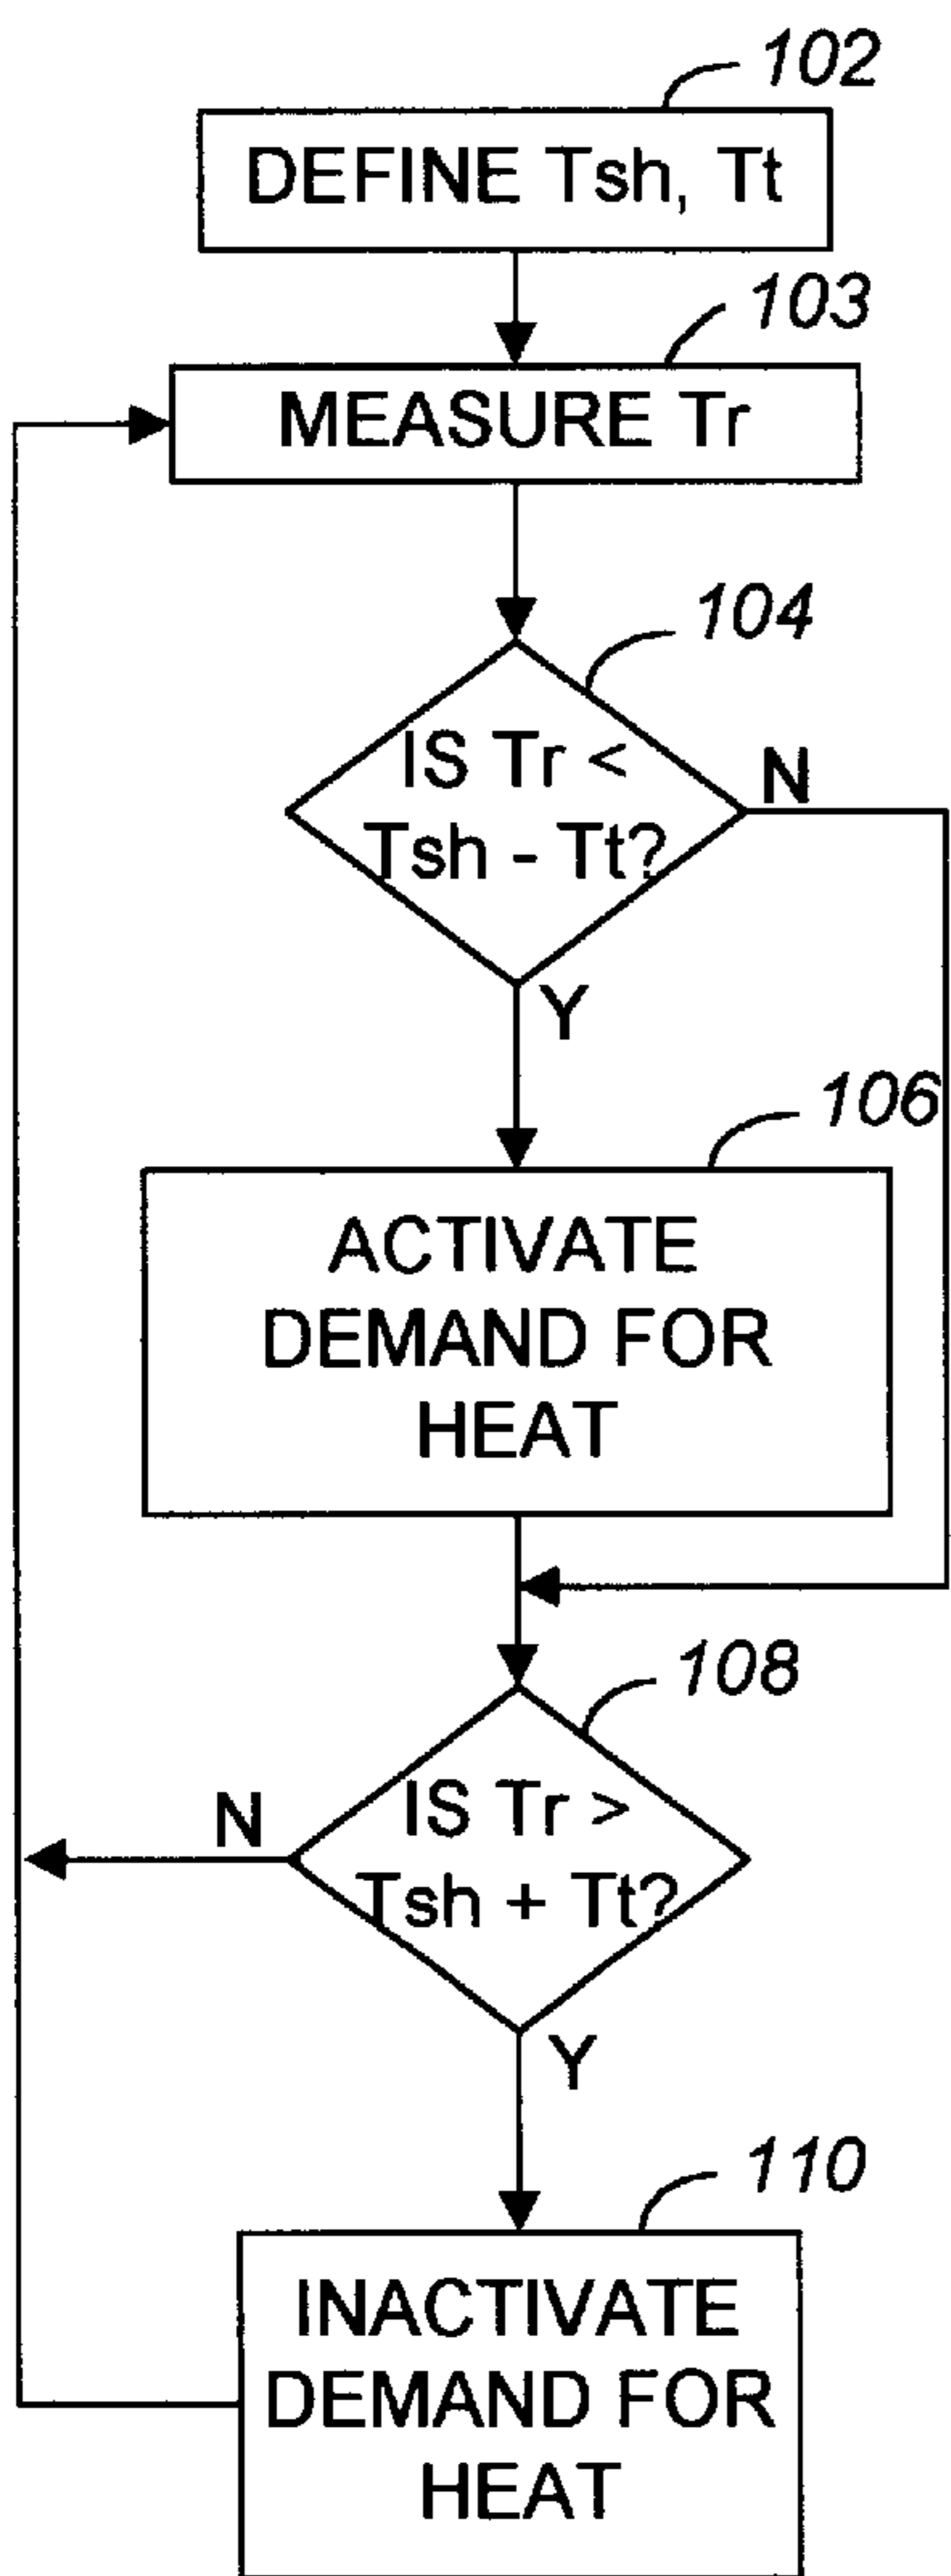 102
DEFINE Tsh, Tt
103
MEASURE Tr
104
IS Tr <
Tsh - Tt?
N
Y
106
ACTIVATE
DEMAND FOR
HEAT
108
IS Tr >
Tsh + Tt?
N
Y
110
INACTIVATE
DEMAND FOR
HEAT